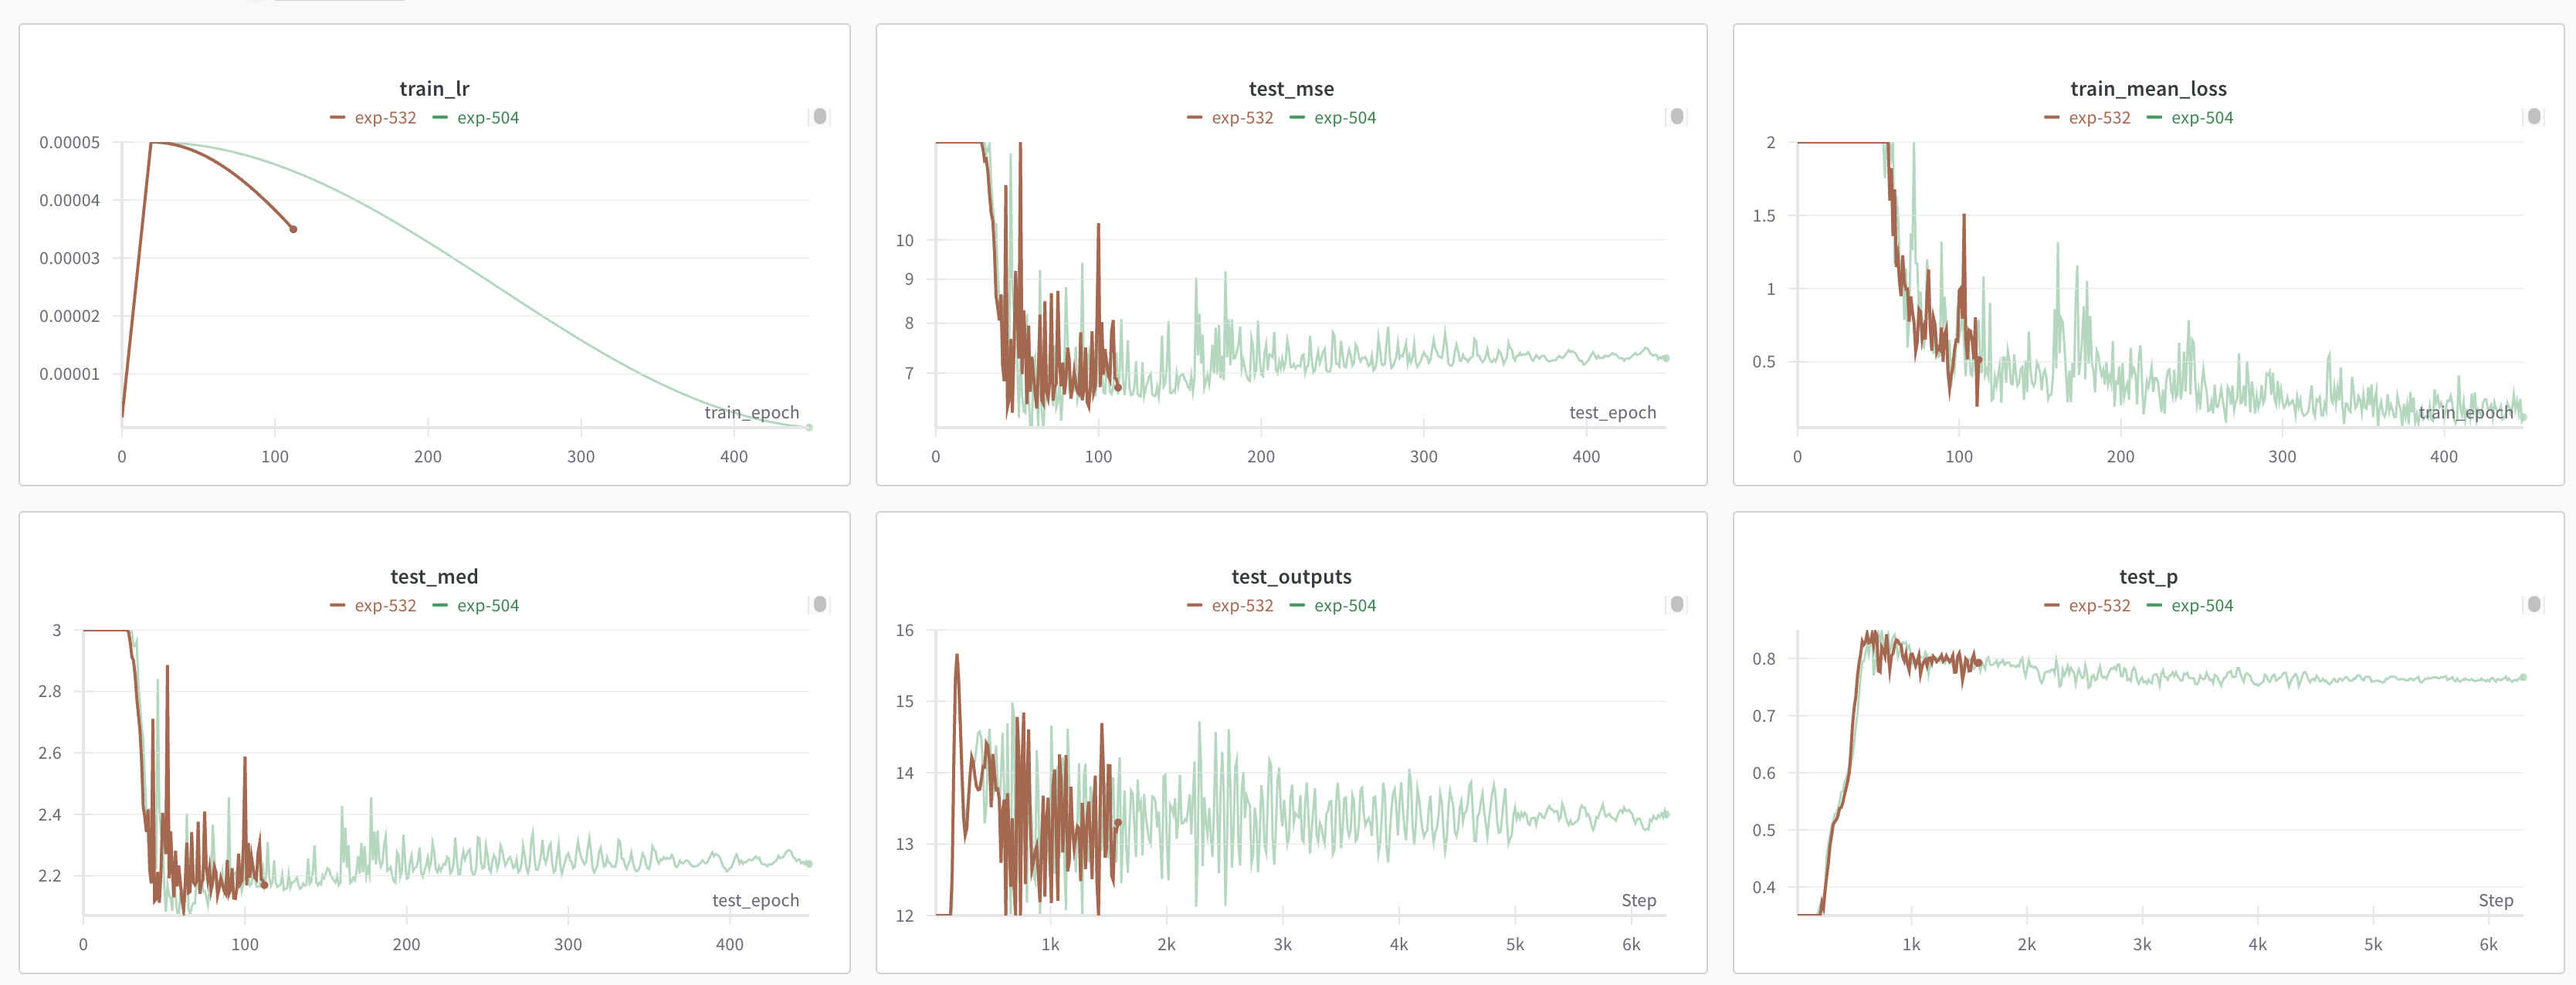 train_lr
exp-532 exp-504
0.00005
0.00004
0.00003
0.00002
0.00001
train_epoch
0 100 200 300 400
test_mse
exp-532 exp-504
10
9
8
7
test_epoch
0 100 200 300 400
train_mean_loss
exp-532 exp-504
2
1.5
1
0.5
train_epoch
0 100 200 300 400
test_med
exp-532 exp-504
3
2.8
2.6
2.4
2.2
test_epoch
0 100 200 300 400
test_outputs
exp-532 exp-504
16
15
14
13
12
Step
1k 2k 3k 4k 5k 6k
test_p
exp-532 exp-504
0.8
0.7
0.6
0.5
0.4
Step
1k 2k 3k 4k 5k 6k